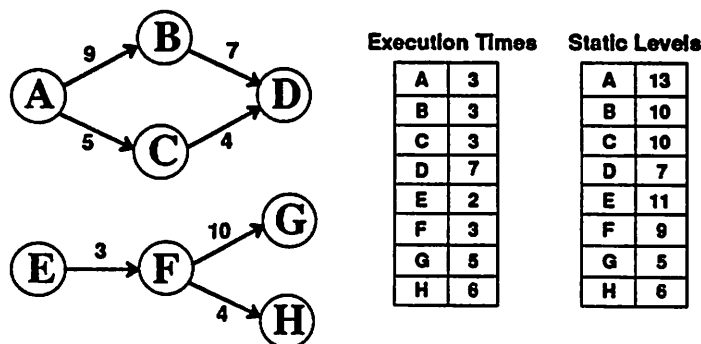 B
9
7
Execution Times
Static Levels
A
D
5
4
C
A 3
B 3
C 3
D 7
E 2
F 3
G 5
H 6
A 13
B 10
C 10
D 7
E 11
F 9
G 5
H 6
G
10
3
E
F
4
H